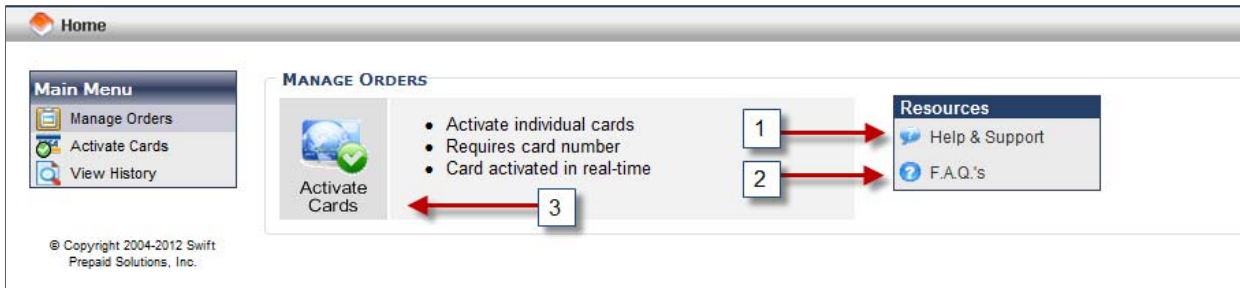 Home
Main Menu
Manage Orders
Activate Cards
View History
© Copyright 2004-2012 Swift
Prepaid Solutions, Inc.
MANAGE ORDERS
Activate
Cards
• Activate individual cards
• Requires card number
• Card activated in real-time
1
2
3
Resources
Help & Support
F.A.Q.'s